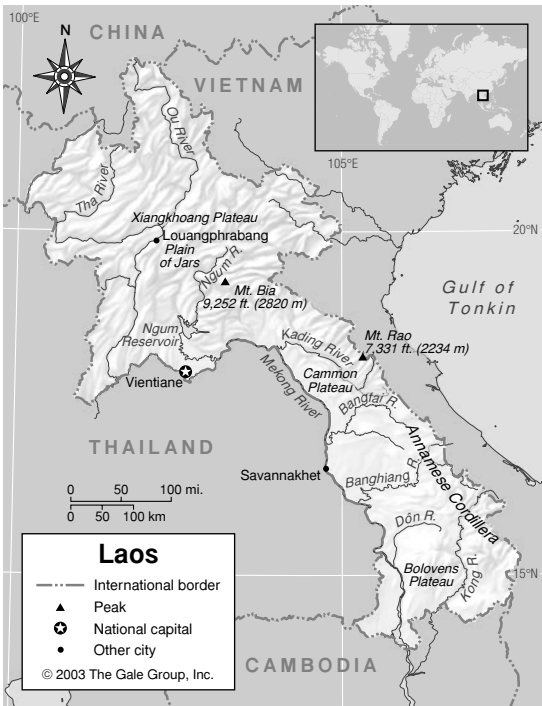 100°E
CHINA
N
VIETNAM
Ou River
105°E
Tha River
Xiangkhoang Plateau
Louangphrabang
20°N
Plain
of Jars
Ngum R.
Gulf of
Tonkin
Mt. Bia
9,252 ft. (2820 m)
Ngum
Reservoir
Kading River
Mt. Rao
7,331 ft. (2234 m)
Vientiane
Mekong River
Cammon
Plateau
Bangfai R.
THAILAND
Annamese Cordillera
Savannakhet
Banghiang R.
0 50 100 mi.
0 50 100 km
Dôn R.
Laos
Bolovens
Plateau
Kong R.
15°N
International border
Peak
National capital
Other city
© 2003 The Gale Group, Inc.
CAMBODIA